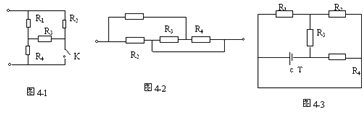 R₁ R₂
R₃
R₄ K
图4-1
R₃ R₄
R₂
图4-2
R₁ R₂
R₃
R₄
图4-3